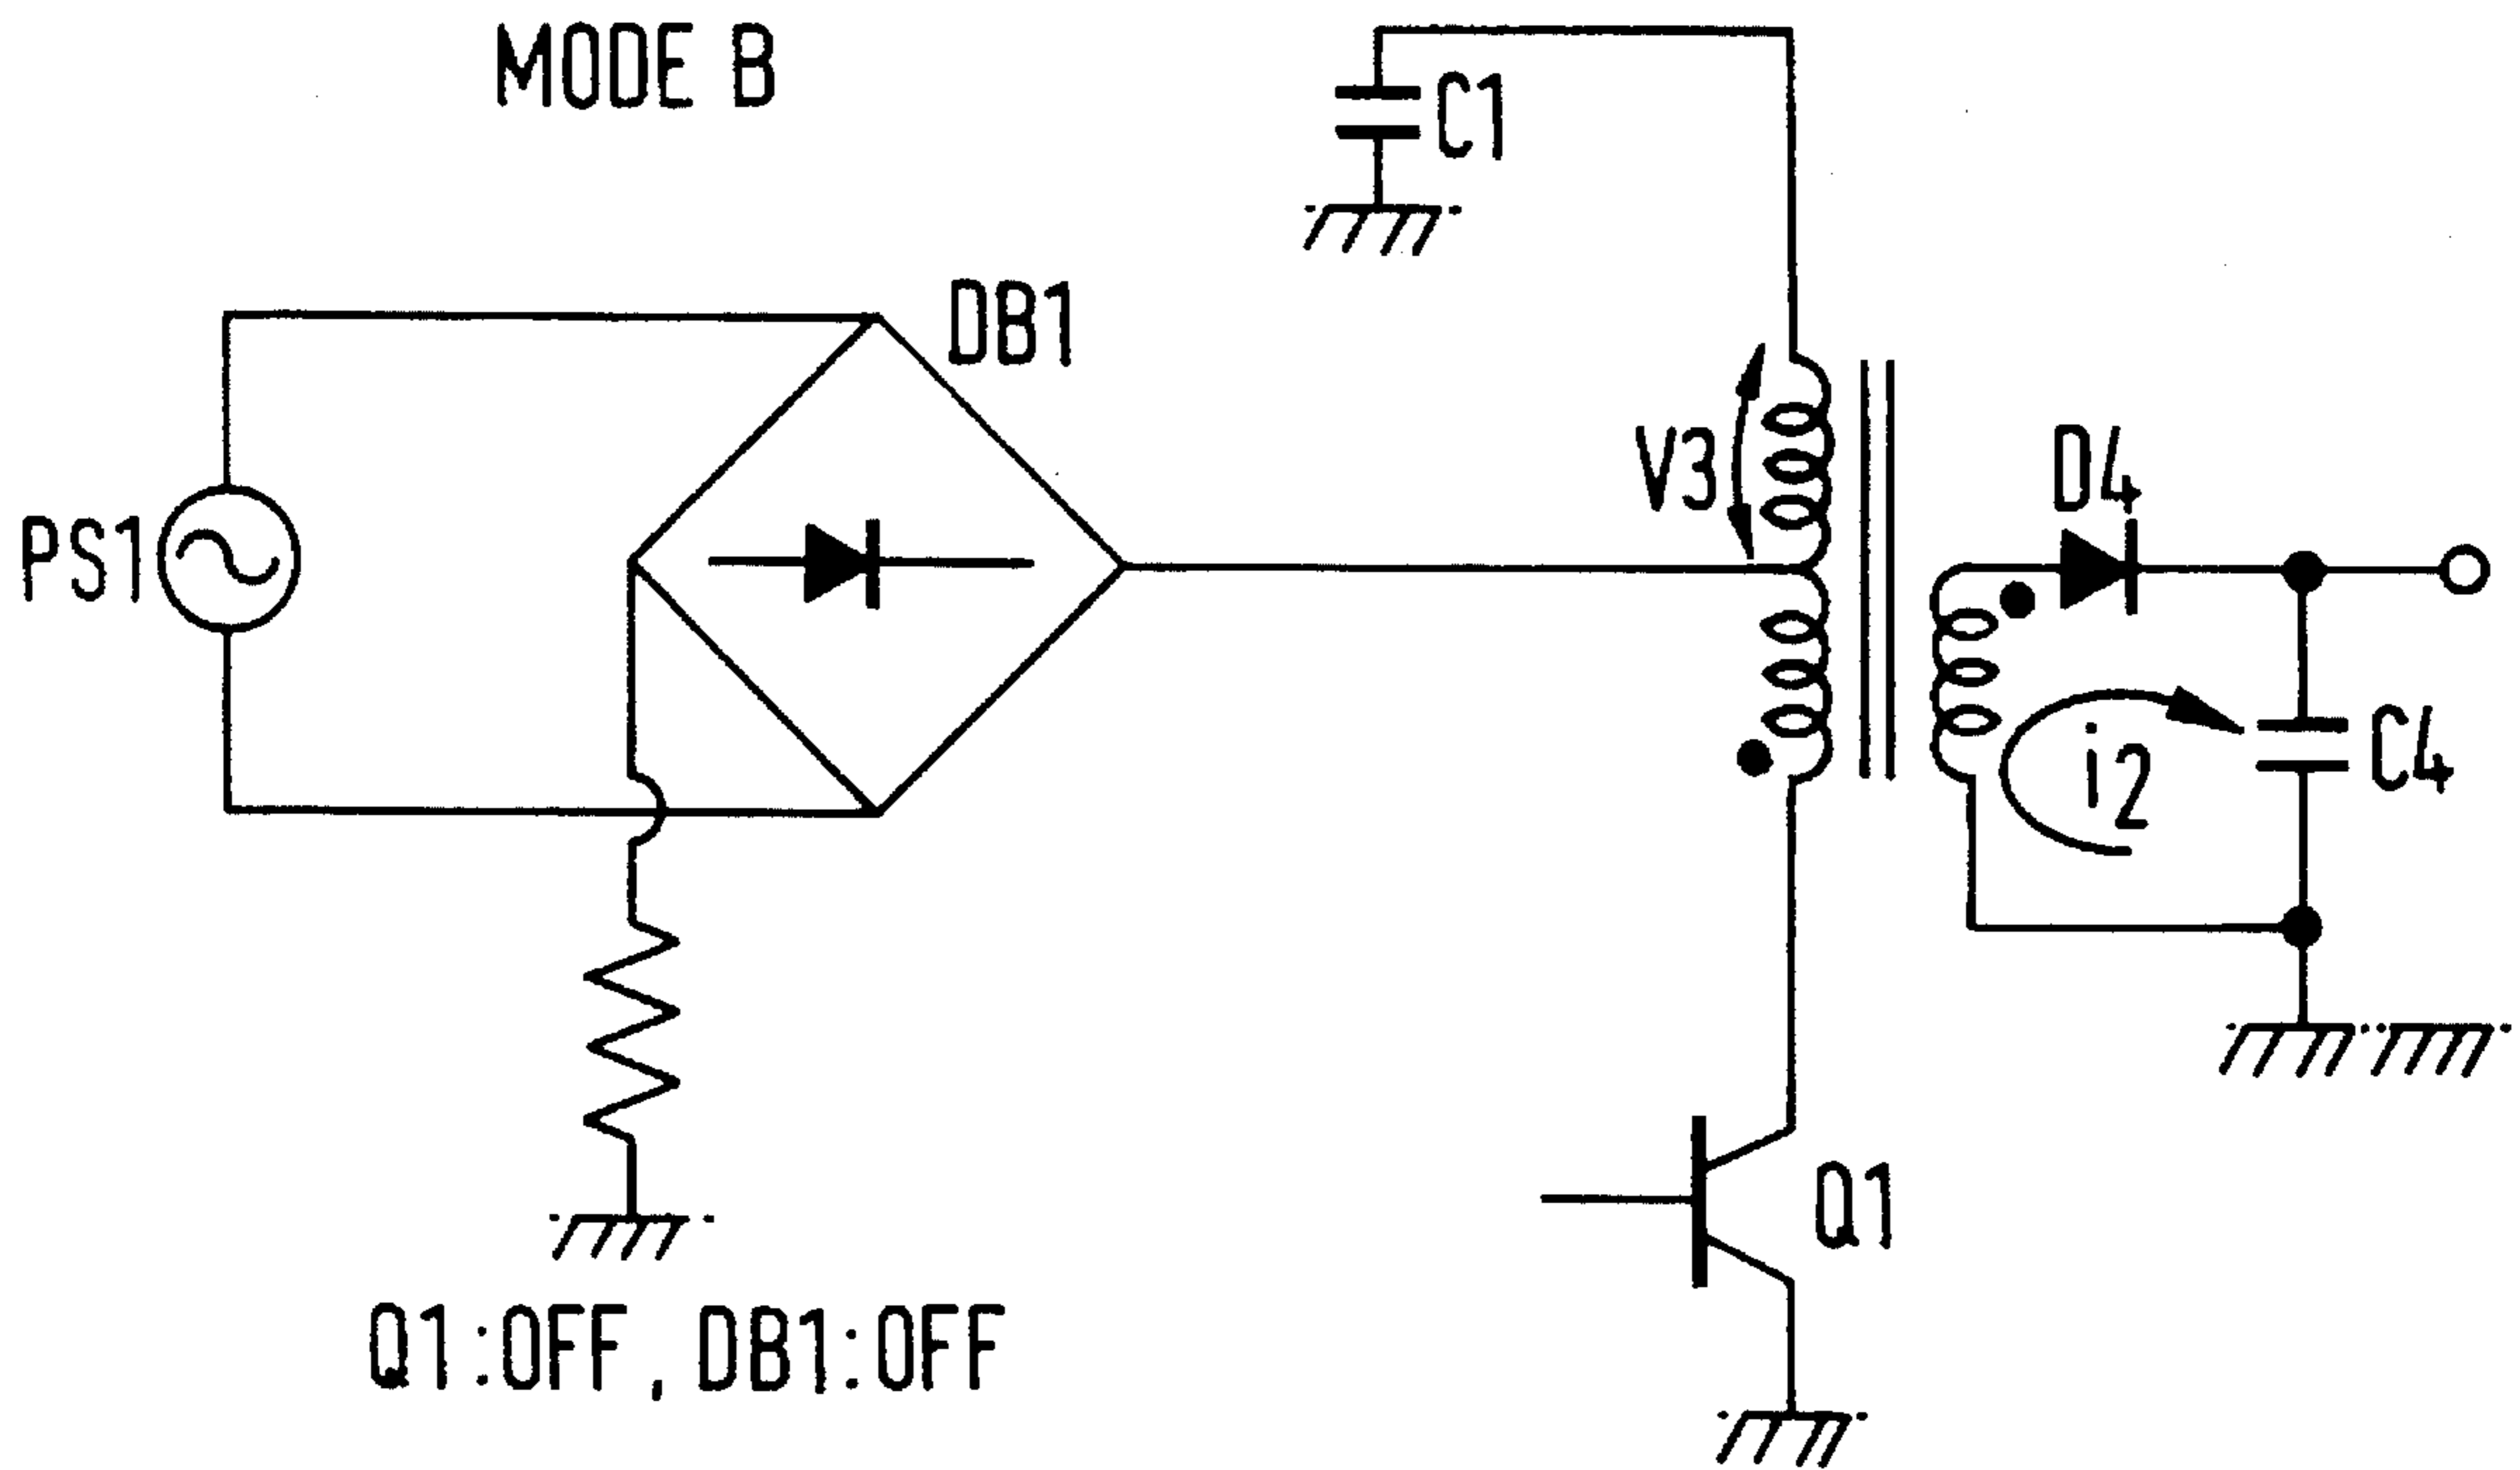 MODE B
C1
DB1
V3
D4
PS1
i2
C4
Q1
Q1:OFF, DB1:OFF